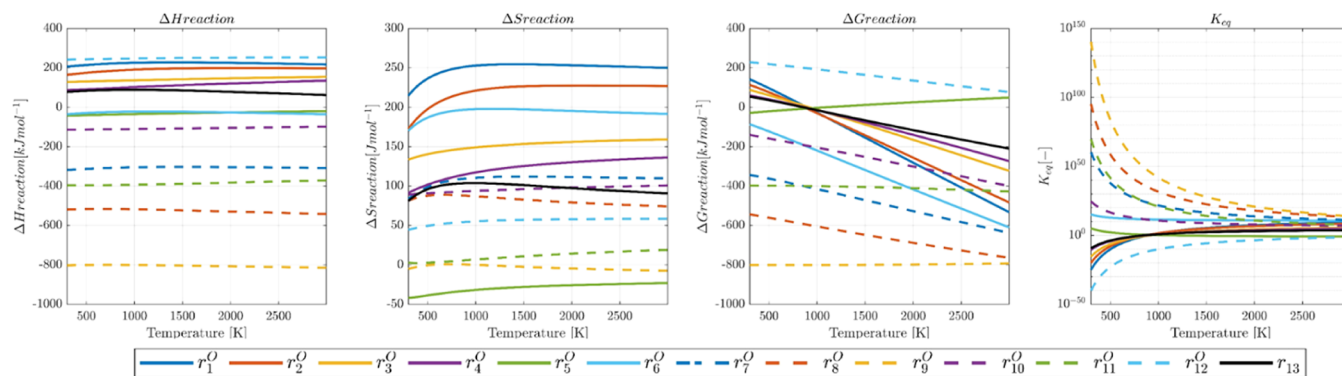 ΔHreaction ΔSreaction ΔGreaction K_eq
ΔHreaction[kJmol⁻¹]
400
200
0
-200
-400
-600
-800
-1000
500 1000 1500 2000 2500
Temperature [K]
ΔSreaction[Jmol⁻¹]
300
250
200
150
100
50
0
-50
500 1000 1500 2000 2500
Temperature [K]
ΔGreaction[kJmol⁻¹]
400
200
0
-200
-400
-600
-800
-1000
500 1000 1500 2000 2500
Temperature [K]
K_eq[−]
10¹⁵⁰
10¹⁰⁰
10⁵⁰
10⁰
10⁻⁵⁰
500 1000 1500 2000 2500
Temperature [K]
r₁ᴼ r₂ᴼ r₃ᴼ r₄ᴼ r₅ᴼ r₆ᴼ r₇ᴼ r₈ᴼ r₉ᴼ r₁₀ᴼ r₁₁ᴼ r₁₂ᴼ r₁₃